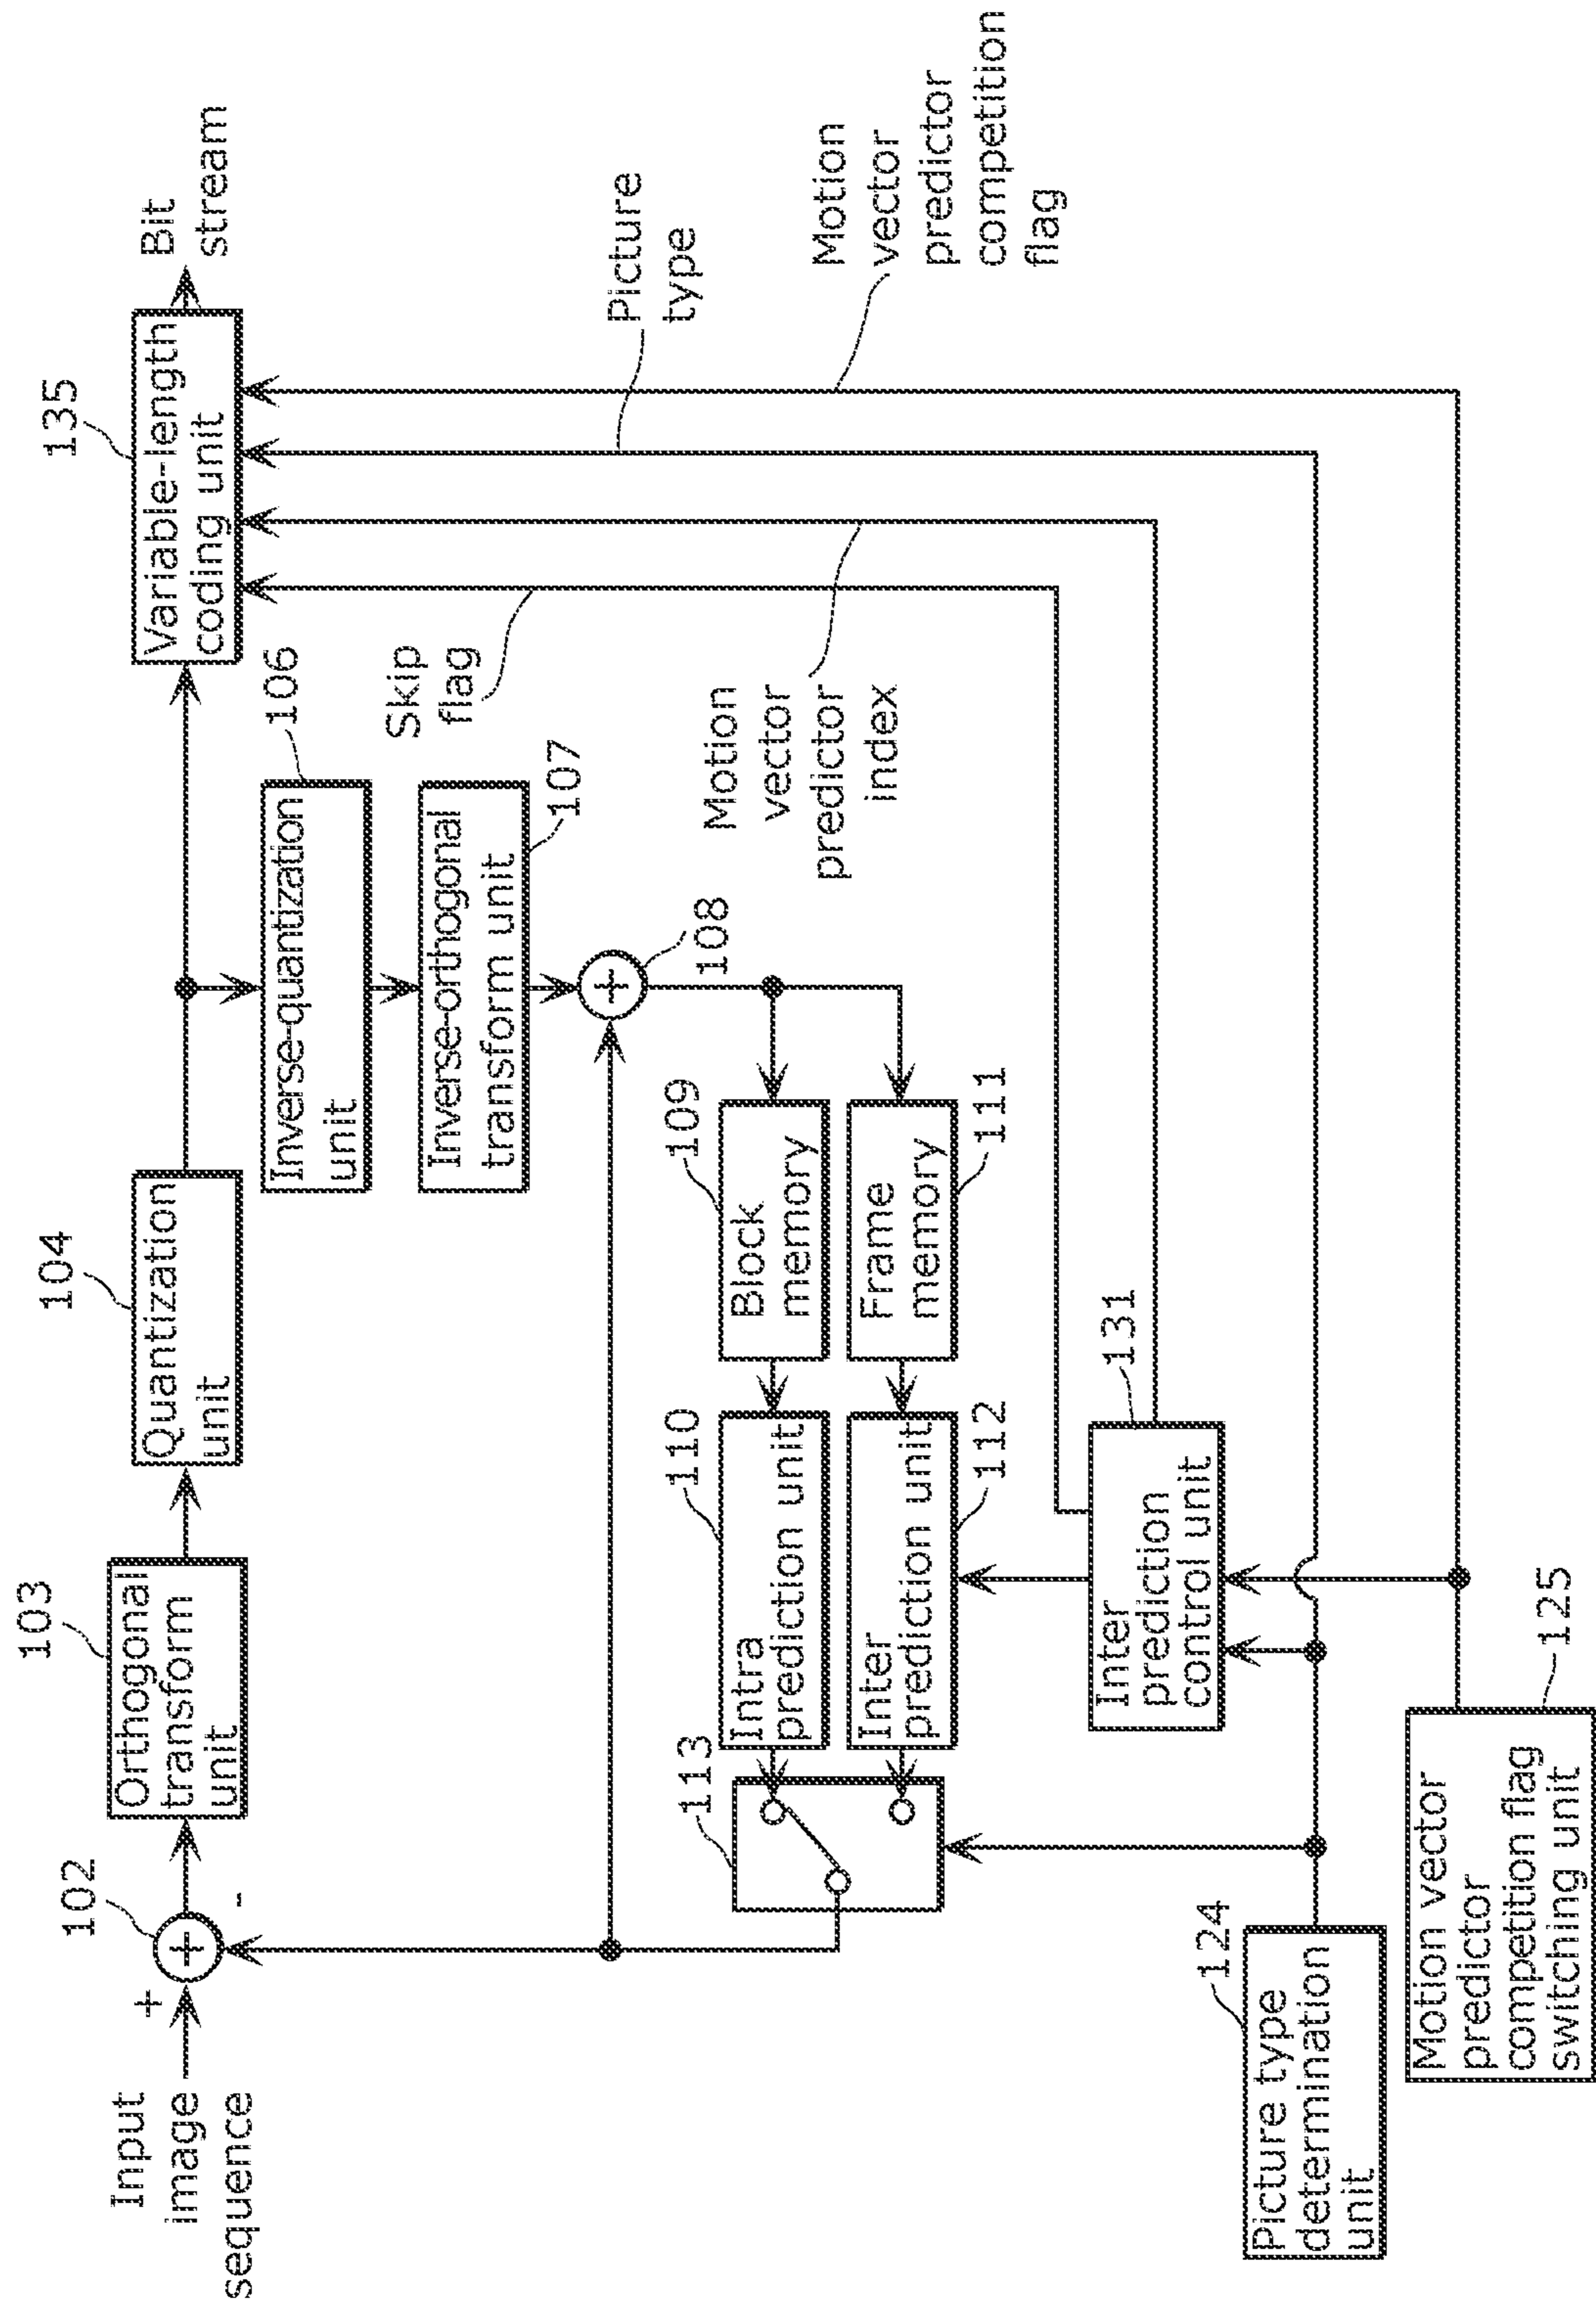 102
103
104
135
Input
image
sequence
+
+
-
Orthogonal
transform
unit
Quantization
unit
Variable-length
coding unit
Bit
stream
Inverse-quantization
unit
106
Inverse-orthogonal
transform unit
107
Skip
flag
+
108
Picture
type
113
110
109
Intra
prediction unit
Block
memory
Inter
prediction unit
Frame
memory
112
111
Motion
vector
predictor
index
Motion
vector
predictor
competition
flag
131
Inter
prediction
control unit
124
Picture type
determination
unit
Motion vector
predictor
competition flag
switching unit
125